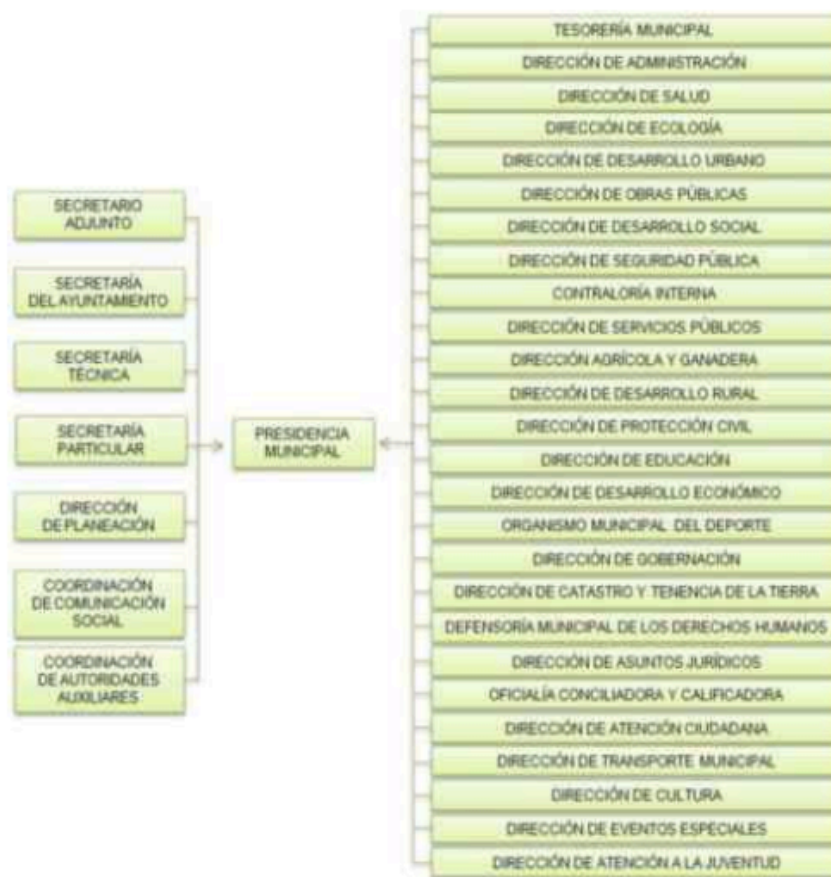 SECRETARIO
ADJUNTO
SECRETARÍA
DEL AYUNTAMIENTO
SECRETARÍA
TÉCNICA
SECRETARÍA
PARTICULAR
DIRECCIÓN
DE PLANEACIÓN
COORDINACIÓN
DE COMUNICACIÓN
SOCIAL
COORDINACIÓN
DE AUTORIDADES
AUXILIARES
PRESIDENCIA
MUNICIPAL
TESORERÍA MUNICIPAL
DIRECCIÓN DE ADMINISTRACIÓN
DIRECCIÓN DE SALUD
DIRECCIÓN DE ECOLOGÍA
DIRECCIÓN DE DESARROLLO URBANO
DIRECCIÓN DE OBRAS PÚBLICAS
DIRECCIÓN DE DESARROLLO SOCIAL
DIRECCIÓN DE SEGURIDAD PÚBLICA
CONTRALORÍA INTERNA
DIRECCIÓN DE SERVICIOS PÚBLICOS
DIRECCIÓN AGRÍCOLA Y GANADERA
DIRECCIÓN DE DESARROLLO RURAL
DIRECCIÓN DE PROTECCIÓN CIVIL
DIRECCIÓN DE EDUCACIÓN
DIRECCIÓN DE DESARROLLO ECONÓMICO
ORGANISMO MUNICIPAL DEL DEPORTE
DIRECCIÓN DE GOBERNACIÓN
DIRECCIÓN DE CATASTRO Y TENENCIA DE LA TIERRA
DEFENSORÍA MUNICIPAL DE LOS DERECHOS HUMANOS
DIRECCIÓN DE ASUNTOS JURÍDICOS
OFICIALÍA CONCILIADORA Y CALIFICADORA
DIRECCIÓN DE ATENCIÓN CIUDADANA
DIRECCIÓN DE TRANSPORTE MUNICIPAL
DIRECCIÓN DE CULTURA
DIRECCIÓN DE EVENTOS ESPECIALES
DIRECCIÓN DE ATENCIÓN A LA JUVENTUD